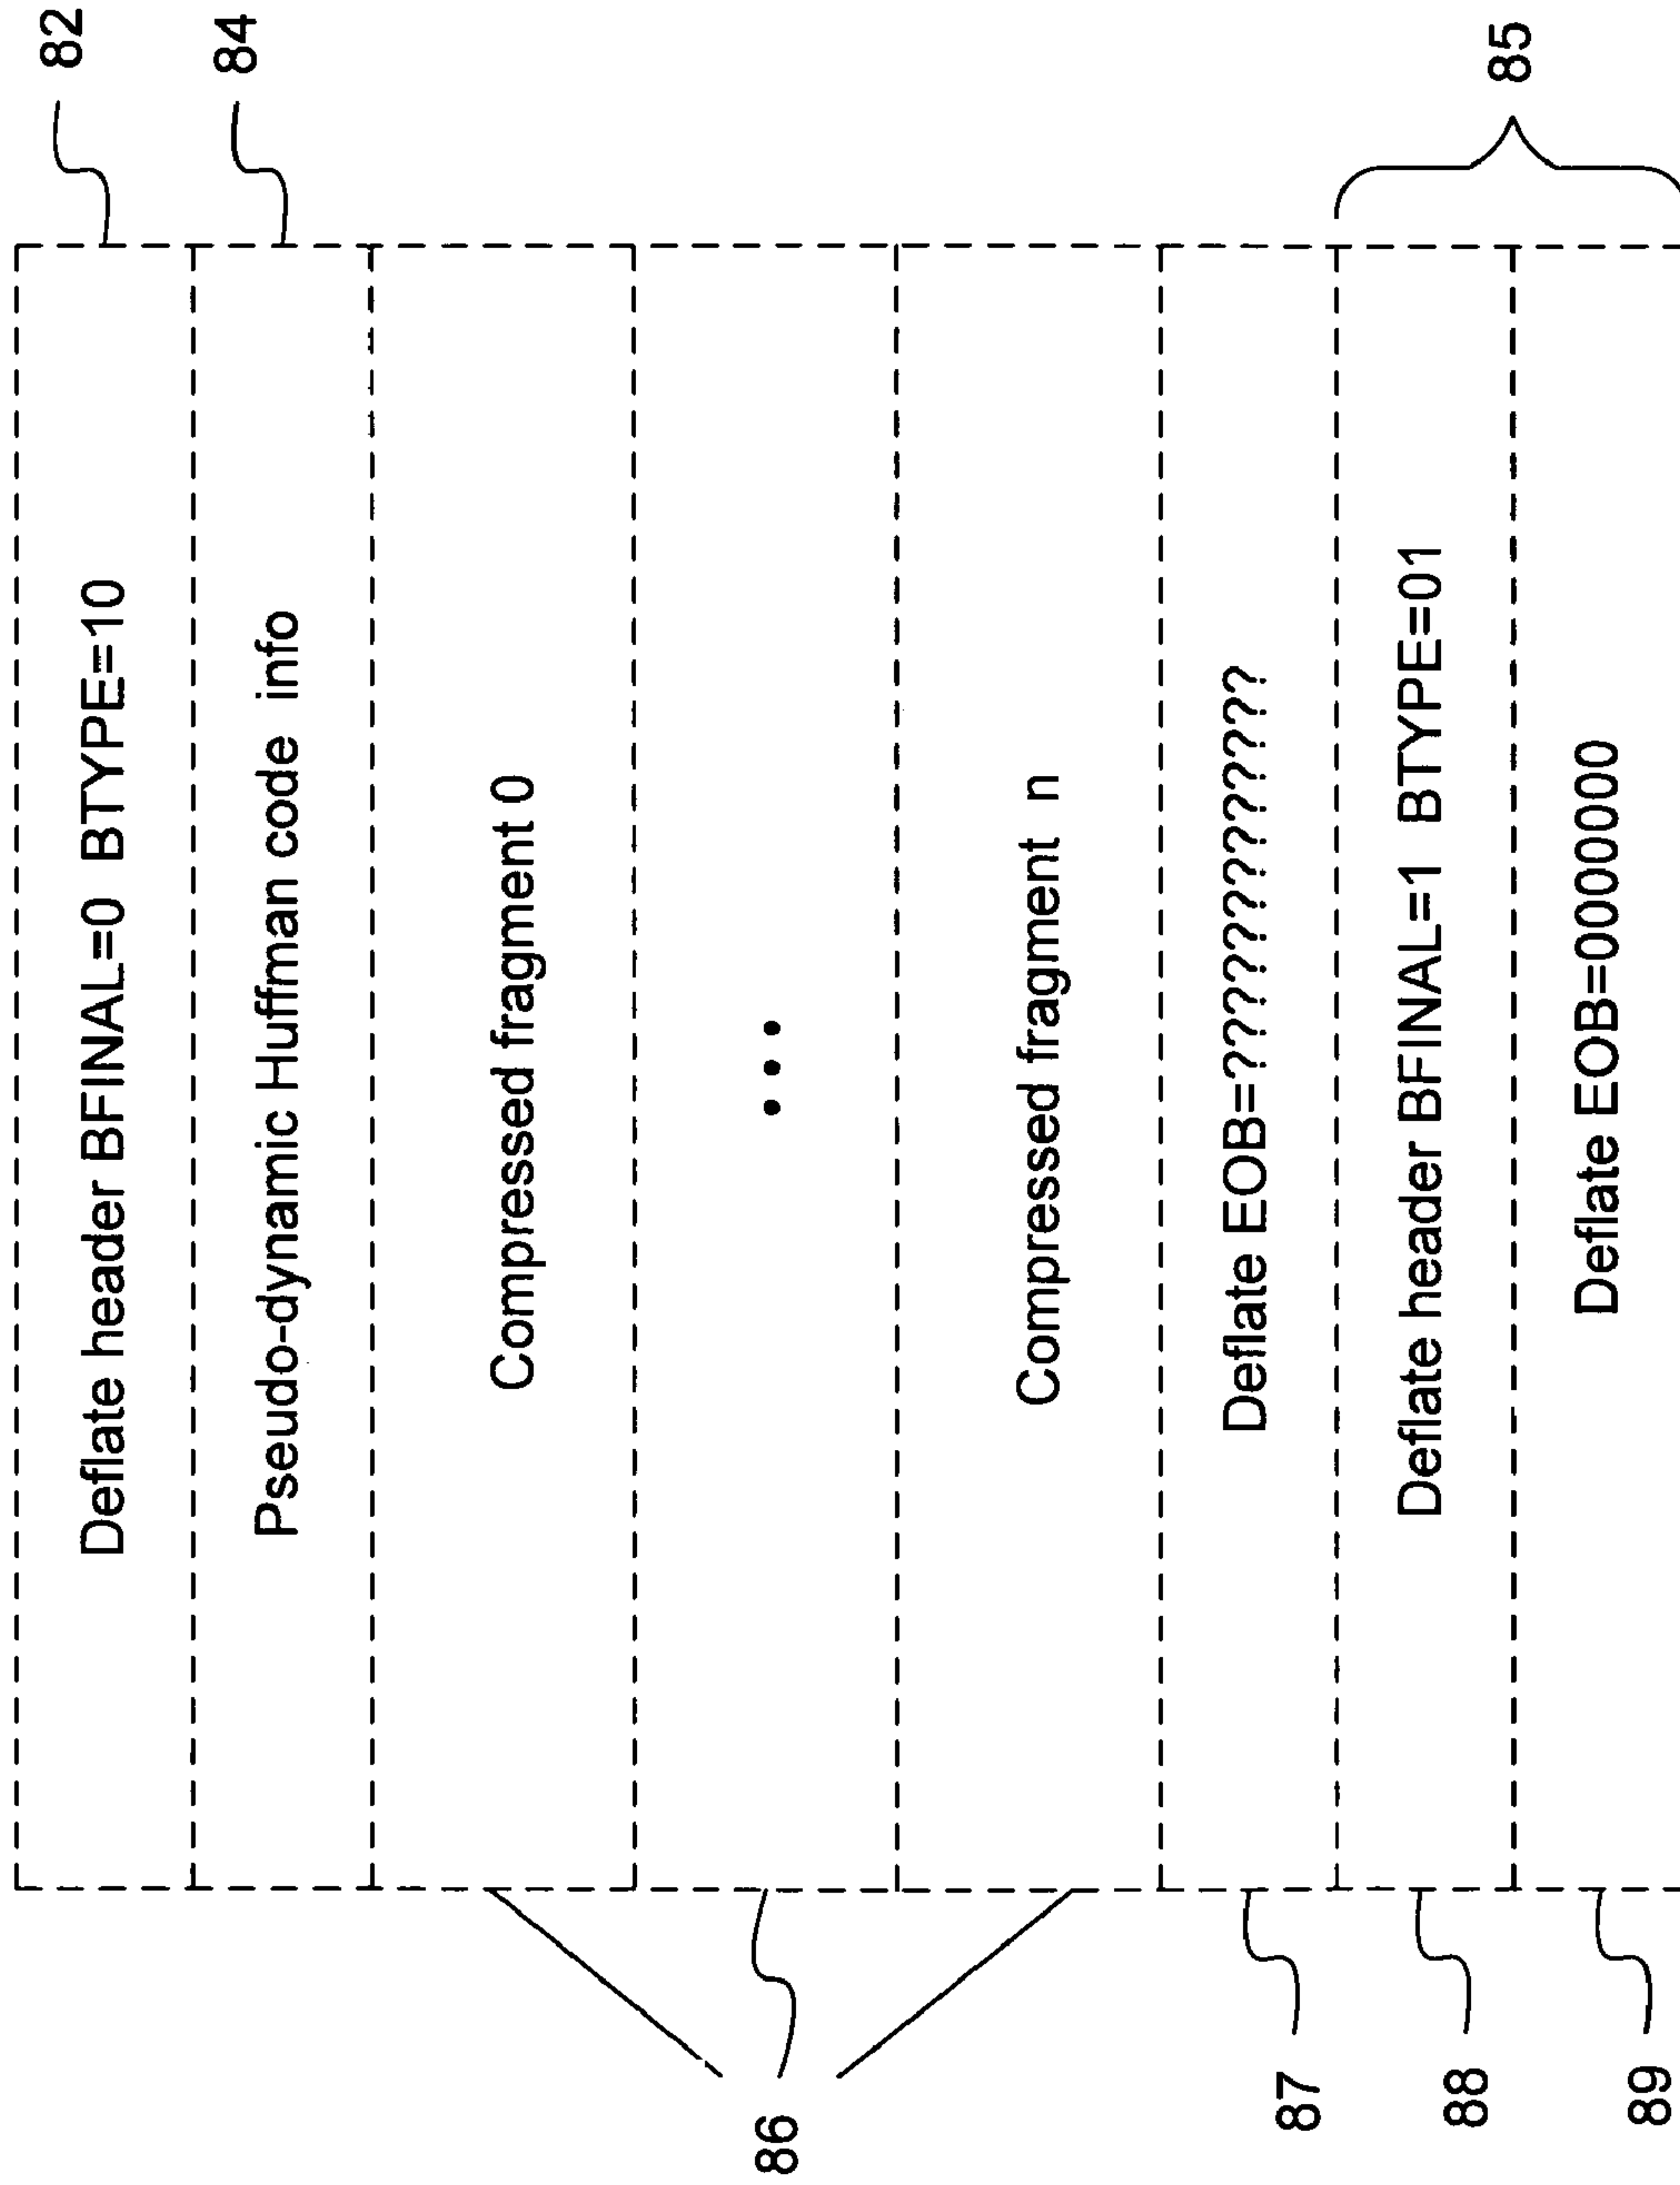 Deflate header BFINAL=0 BTYPE=10
82
Pseudo-dynamic Huffman code info
84
Compressed fragment 0
•••
86
Compressed fragment n
87
Deflate EOB=?????????????
88
Deflate header BFINAL=1 BTYPE=01
85
89
Deflate EOB=0000000